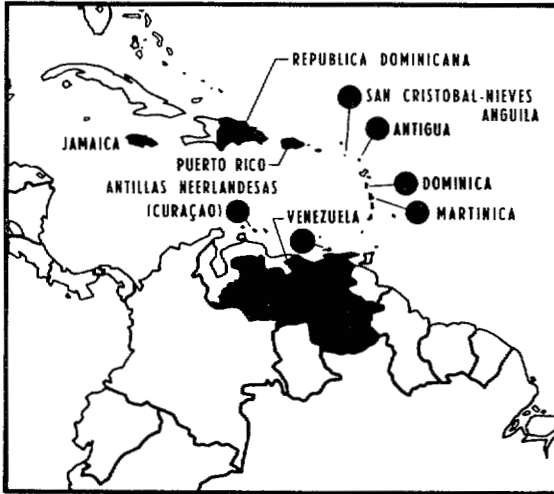 REPUBLICA DOMINICANA
SAN CRISTOBAL-NIEVES
ANGUILA
ANTIGUA
JAMAICA
PUERTO RICO
ANTILLAS NEERLANDESAS
(CURAÇAO)
DOMINICA
VENEZUELA
MARTINICA